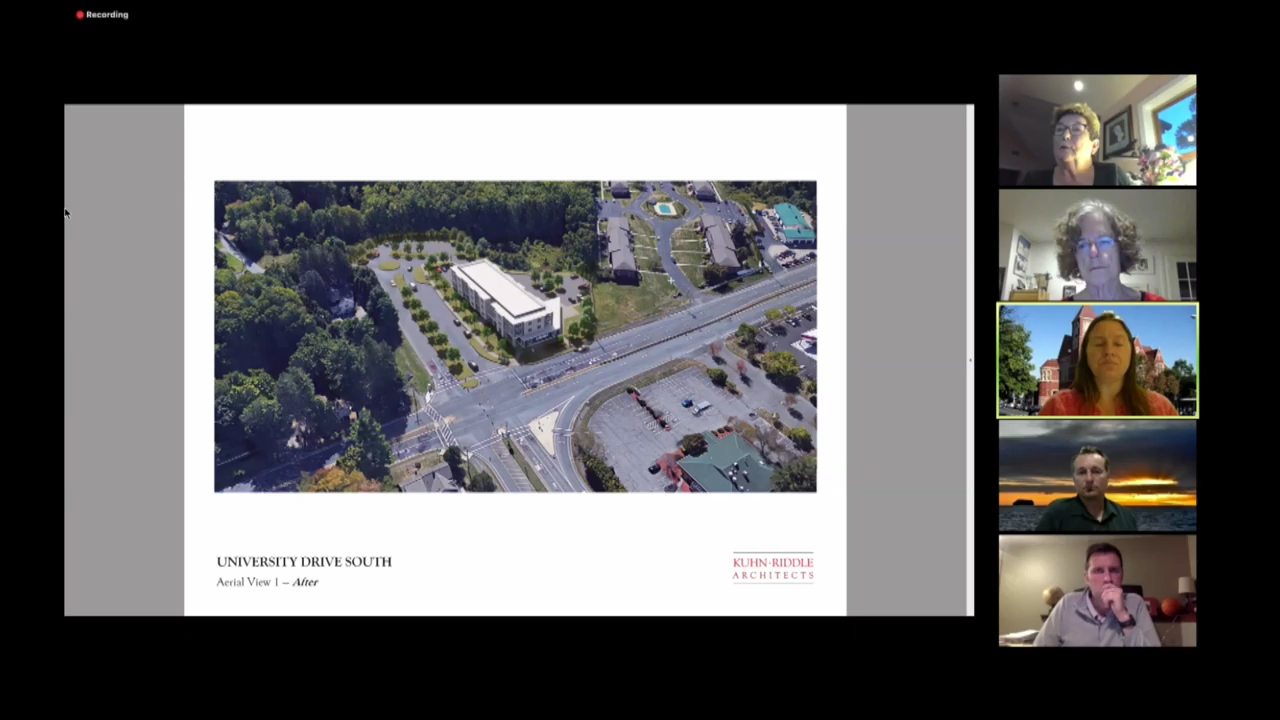 Recording
UNIVERSITY DRIVE SOUTH
Aerial View 1 – After
KUHN·RIDDLE
ARCHITECTS